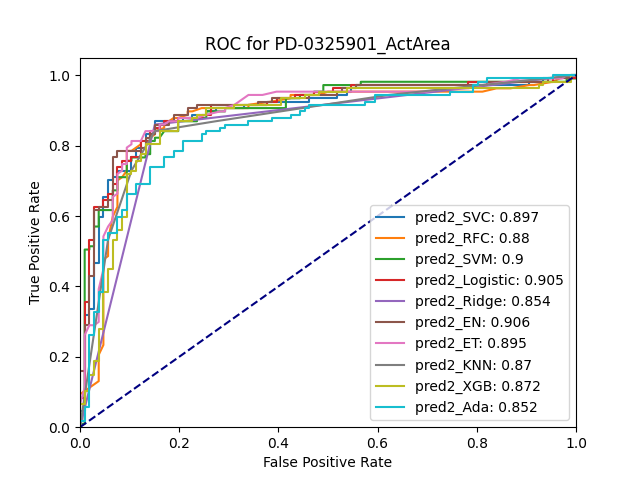 ROC for PD-0325901_ActArea
True Positive Rate
1.0
0.8
0.6
0.4
0.2
0.0
pred2_SVC: 0.897
pred2_RFC: 0.88
pred2_SVM: 0.9
pred2_Logistic: 0.905
pred2_Ridge: 0.854
pred2_EN: 0.906
pred2_ET: 0.895
pred2_KNN: 0.87
pred2_XGB: 0.872
pred2_Ada: 0.852
0.0 0.2 0.4 0.6 0.8 1.0
False Positive Rate